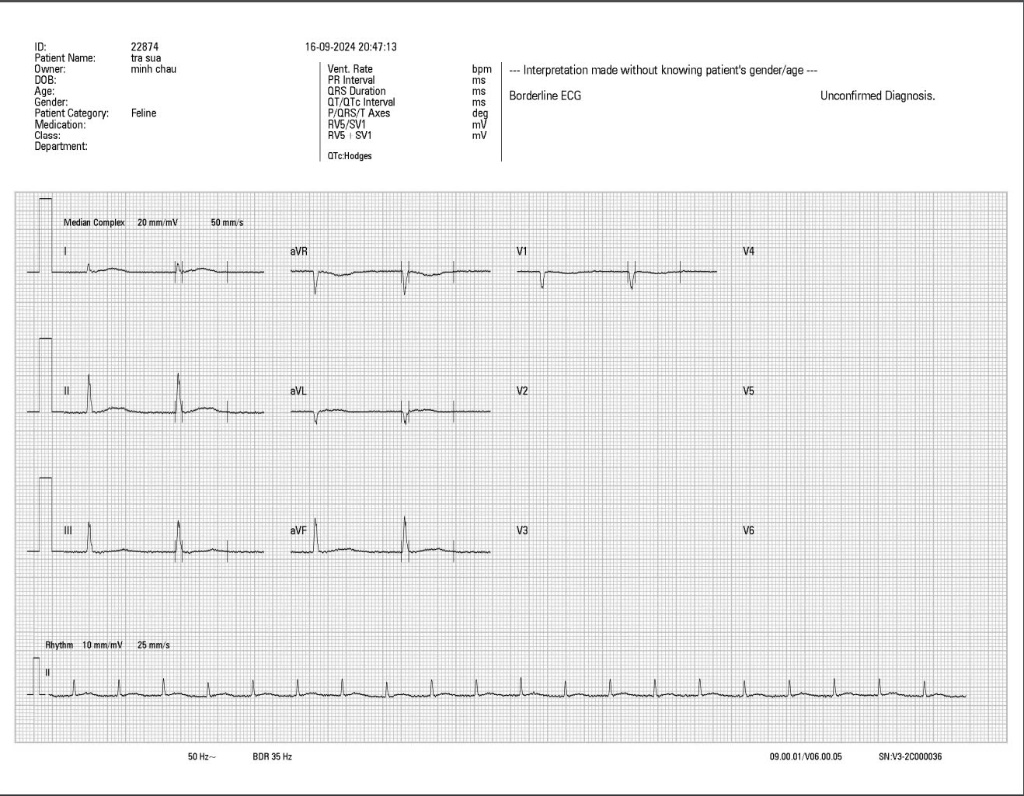 ID: 22874
Patient Name: tra sua
Owner: minh chau
DOB:
Age:
Gender:
Patient Category: Feline
Medication:
Class:
Department:
16-09-2024 20:47:13
Vent. Rate bpm
PR Interval ms
QRS Duration ms
QT/QTc Interval ms
P/QRS/T Axes deg
RV5/SV1 mV
RV5 + SV1 mV
QTc:Hodges
--- Interpretation made without knowing patient's gender/age ---
Borderline ECG Unconfirmed Diagnosis.
Median Complex 20 mm/mV 50 mm/s
I aVR V1 V4
II aVL V2 V5
III aVF V3 V6
Rhythm 10 mm/mV 25 mm/s
II
50 Hz~ BDR 35 Hz 09.00.01/V06.00.05 SN:V3-2C000036